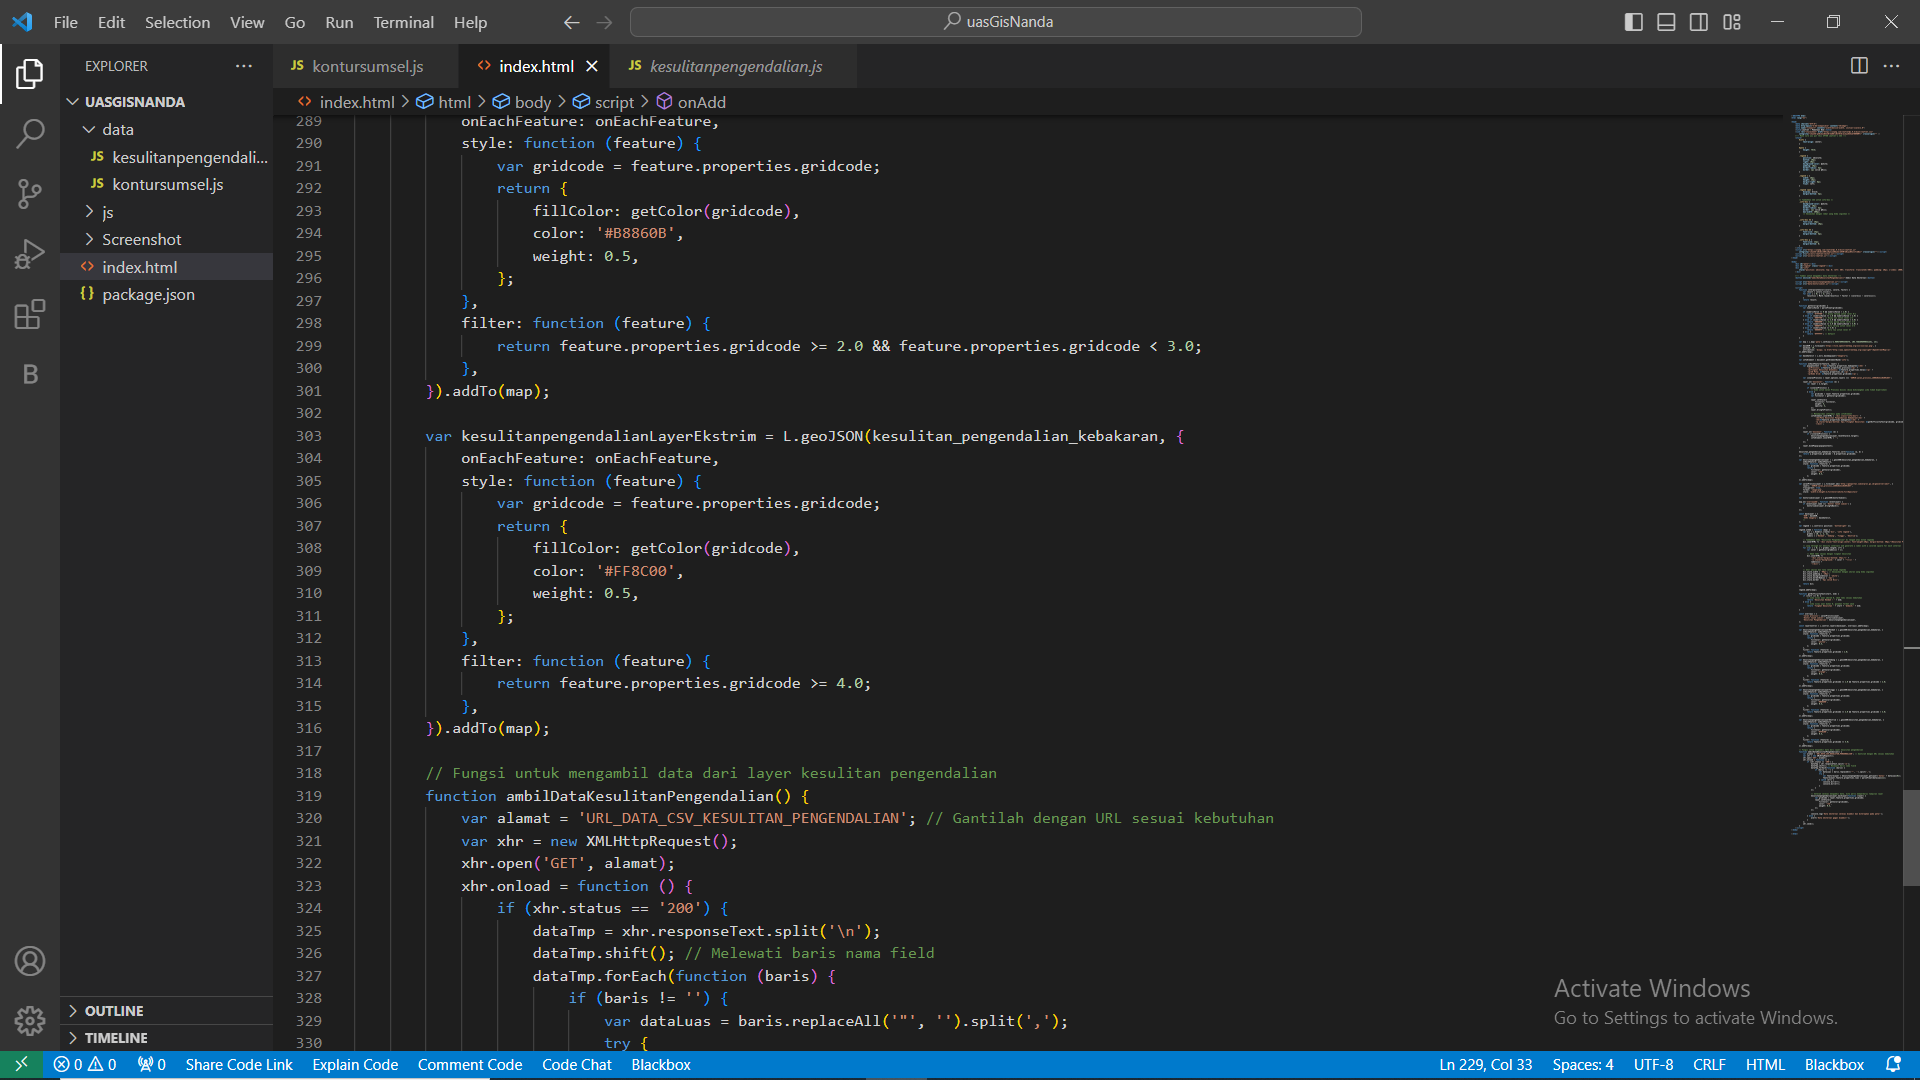 File Edit Selection View Go Run Terminal Help
uasGisNanda
EXPLORER
UASGISNANDA
data
JS kesulitanpengendali...
JS kontursumsel.js
js
Screenshot
<> index.html
{} package.json
OUTLINE
TIMELINE
JS kontursumsel.js
<> index.html
JS kesulitanpengendalian.js
<> index.html > html > body > script > onAdd
289 onEachFeature: onEachFeature,
290 style: function (feature) {
291 var gridcode = feature.properties.gridcode;
292 return {
293 fillColor: getColor(gridcode),
294 color: '#B8860B',
295 weight: 0.5,
296 };
297 },
298 filter: function (feature) {
299 return feature.properties.gridcode >= 2.0 && feature.properties.gridcode < 3.0;
300 },
301 }).addTo(map);
302
303 var kesulitanpengendalianLayerEkstrim = L.geoJSON(kesulitan_pengendalian_kebakaran, {
304 onEachFeature: onEachFeature,
305 style: function (feature) {
306 var gridcode = feature.properties.gridcode;
307 return {
308 fillColor: getColor(gridcode),
309 color: '#FF8C00',
310 weight: 0.5,
311 };
312 },
313 filter: function (feature) {
314 return feature.properties.gridcode >= 4.0;
315 },
316 }).addTo(map);
317
318 // Fungsi untuk mengambil data dari layer kesulitan pengendalian
319 function ambilDataKesulitanPengendalian() {
320 var alamat = 'URL_DATA_CSV_KESULITAN_PENGENDALIAN'; // Gantilah dengan URL sesuai kebutuhan
321 var xhr = new XMLHttpRequest();
322 xhr.open('GET', alamat);
323 xhr.onload = function () {
324 if (xhr.status == '200') {
325 dataTmp = xhr.responseText.split('\n');
326 dataTmp.shift(); // Melewati baris nama field
327 dataTmp.forEach(function (baris) {
328 if (baris != '') {
329 var dataLuas = baris.replaceAll('"', '').split(',');
330 try {
Activate Windows
Go to Settings to activate Windows.
0 0 0 Share Code Link Explain Code Comment Code Code Chat Blackbox
Ln 229, Col 33 Spaces: 4 UTF-8 CRLF HTML Blackbox